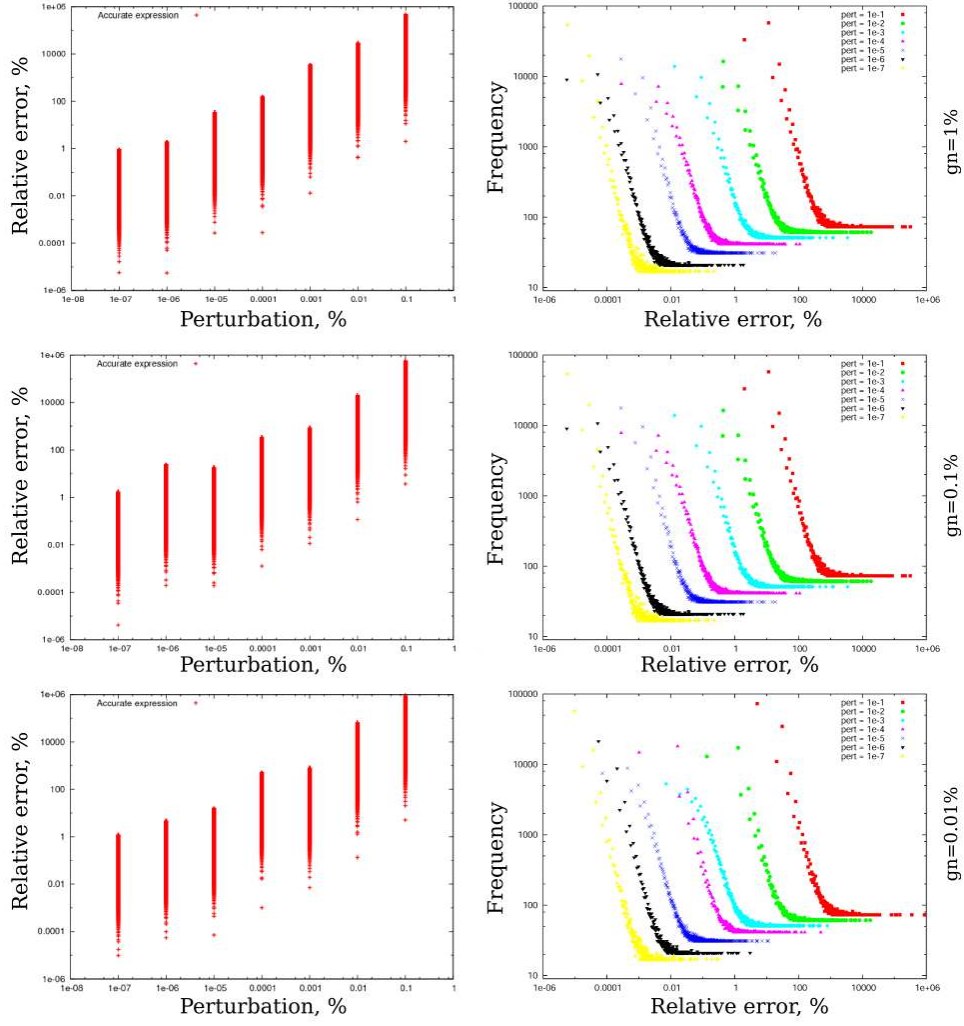 Accurate expression
1e+06
10000
100
1
0.01
0.0001
1e-06
1e-08 1e-07 1e-06 1e-05 0.0001 0.001 0.01 0.1 1
Relative error, %
Perturbation, %
pert = 1e-1
pert = 1e-2
pert = 1e-3
pert = 1e-4
pert = 1e-5
pert = 1e-6
pert = 1e-7
100000
10000
1000
100
10
1e-06 0.0001 0.01 1 100 10000 1e+06
Frequency
Relative error, %
gn=1%
Accurate expression
1e+06
10000
100
1
0.01
0.0001
1e-06
1e-08 1e-07 1e-06 1e-05 0.0001 0.001 0.01 0.1 1
Relative error, %
Perturbation, %
pert = 1e-1
pert = 1e-2
pert = 1e-3
pert = 1e-4
pert = 1e-5
pert = 1e-6
pert = 1e-7
100000
10000
1000
100
10
1e-06 0.0001 0.01 1 100 10000 1e+06
Frequency
Relative error, %
gn=0.1%
Accurate expression
1e+06
10000
100
1
0.01
0.0001
1e-06
1e-08 1e-07 1e-06 1e-05 0.0001 0.001 0.01 0.1 1
Relative error, %
Perturbation, %
pert = 1e-1
pert = 1e-2
pert = 1e-3
pert = 1e-4
pert = 1e-5
pert = 1e-6
pert = 1e-7
100000
10000
1000
100
10
1e-06 0.0001 0.01 1 100 10000 1e+06
Frequency
Relative error, %
gn=0.01%